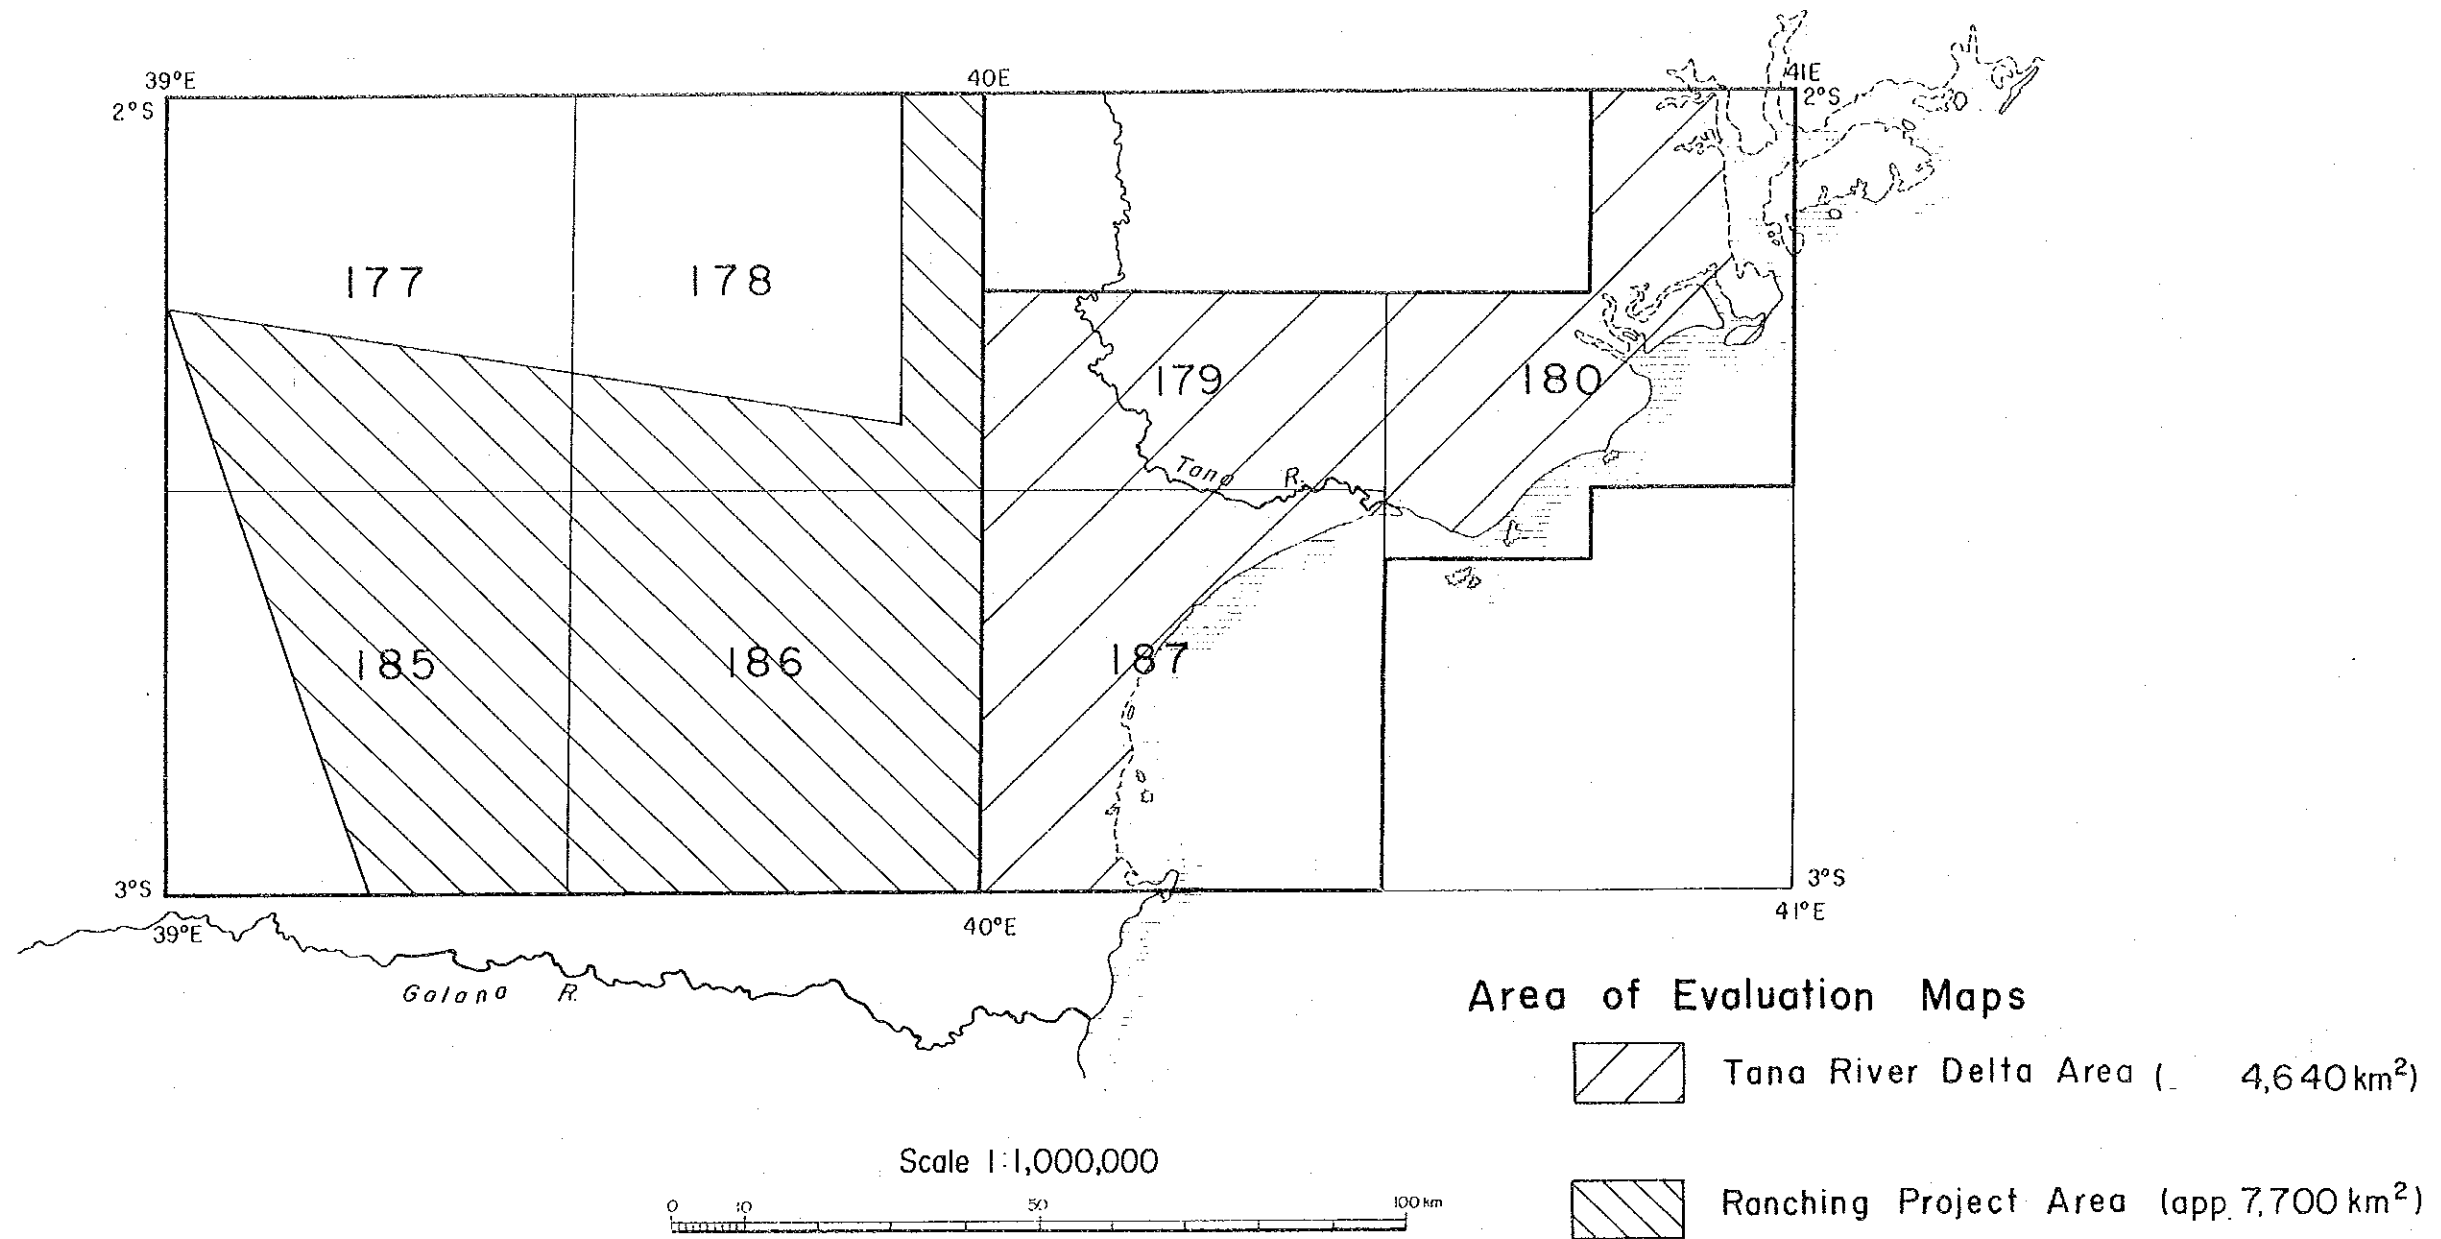 39°E 40E 41E
2°S 2°S
177 178
179 180
Tana R.
185 186 187
3°S 3°S
39°E 40°E 41°E
Galana R.
Area of Evaluation Maps
Tana River Delta Area ( 4,640 km²)
Scale 1:1,000,000
0 10 50 100 km
Ranching Project Area (app. 7,700 km²)